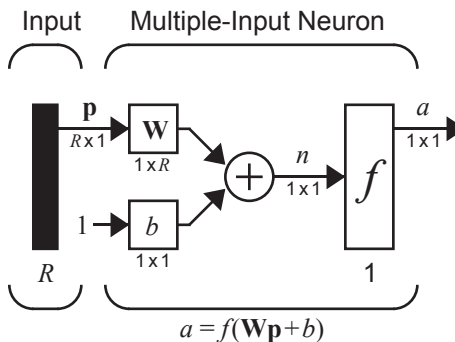 Input Multiple-Input Neuron
p a
R x 1 W n 1 x 1
1 x R 1 x 1 f
1 b
1 x 1
R 1
a = f(Wp + b)